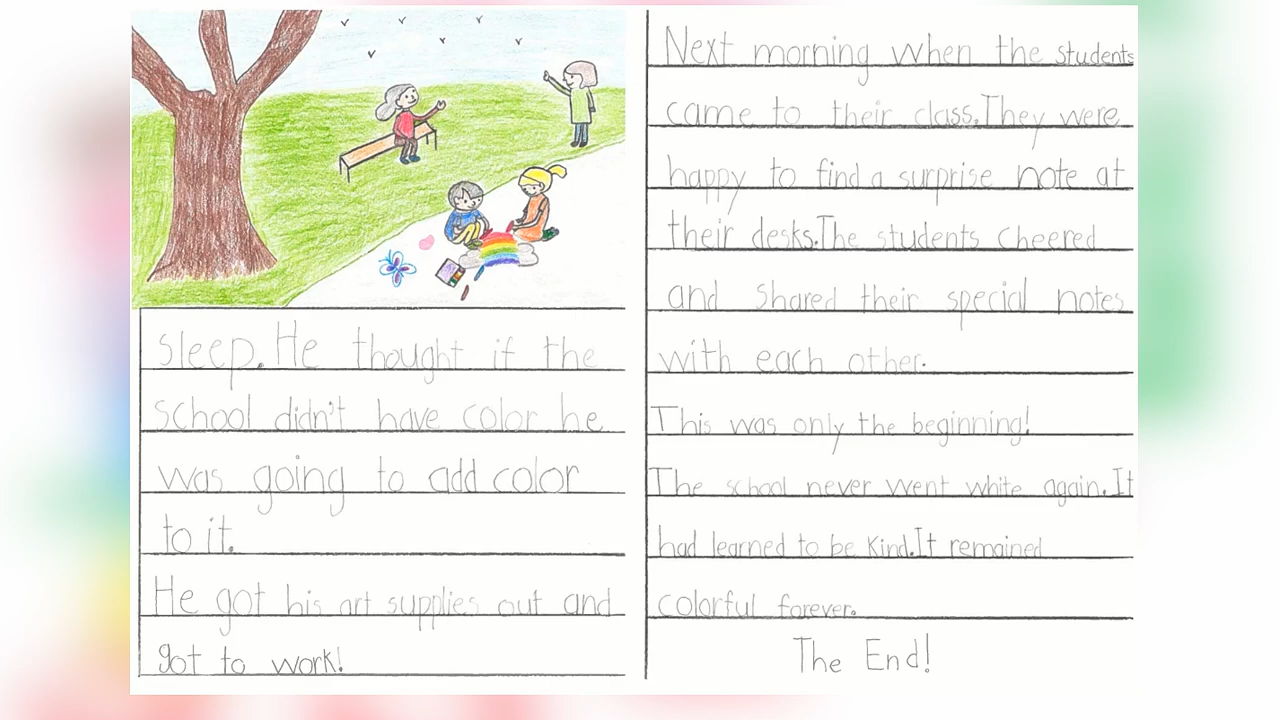 sleep. He thought if the
school didn't have color he
was going to add color
to it.
He got his art supplies out and
got to work!
Next morning when the students
came to their class. They were
happy to find a surprise note at
their desks. The students cheered
and shared their special notes
with each other.
This was only the beginning!
The school never went white again. It
had learned to be kind. It remained
colorful forever.
The End!